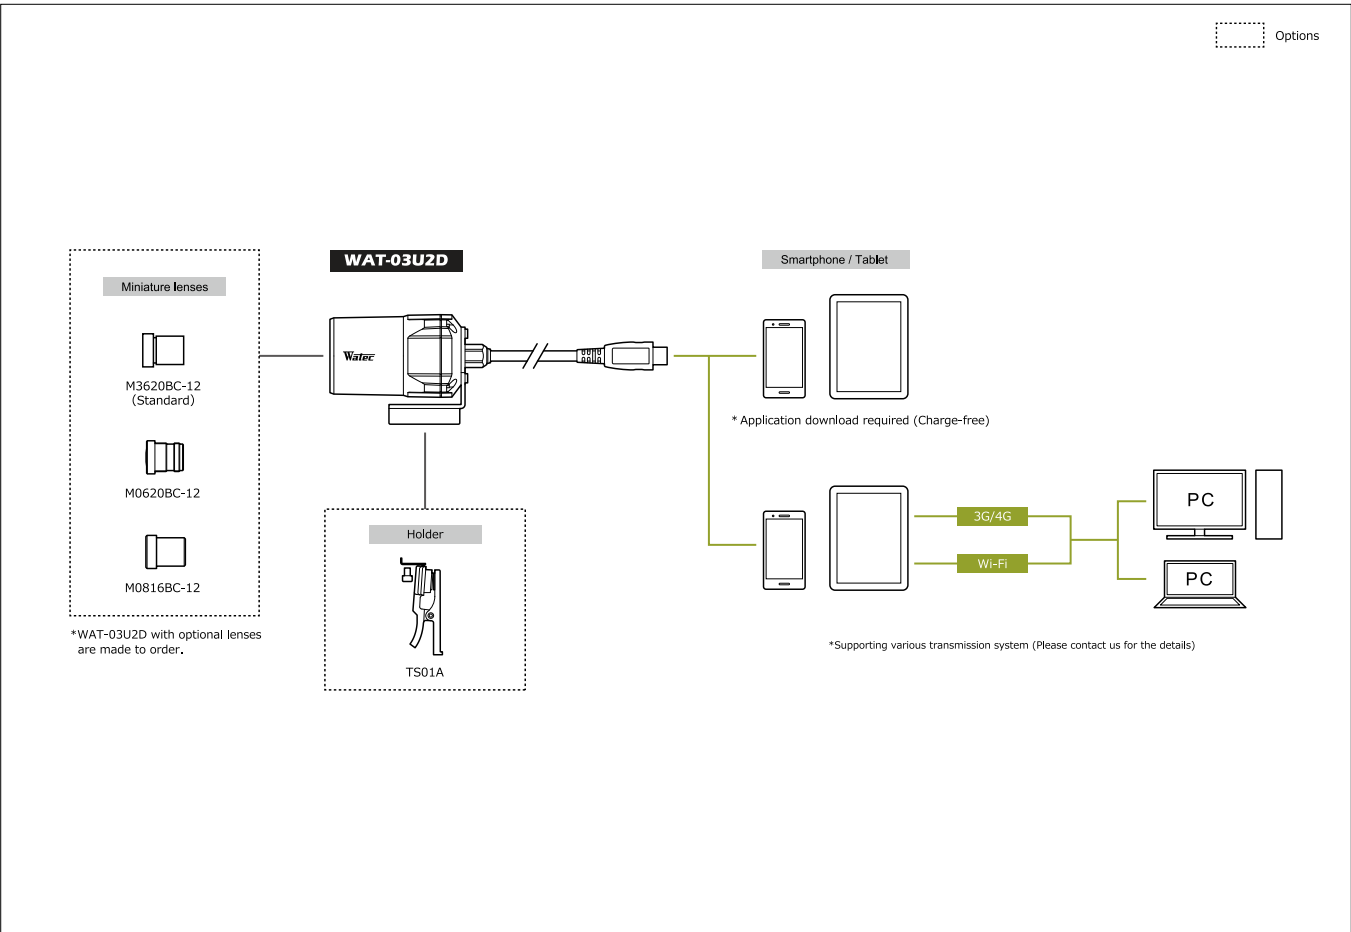 Options
WAT-03U2D
Smartphone / Tablet
Miniature lenses
Watec
M3620BC-12
(Standard)
* Application download required (Charge-free)
M0620BC-12
M0816BC-12
*WAT-03U2D with optional lenses
are made to order.
Holder
TS01A
3G/4G
Wi-Fi
PC
PC
*Supporting various transmission system (Please contact us for the details)